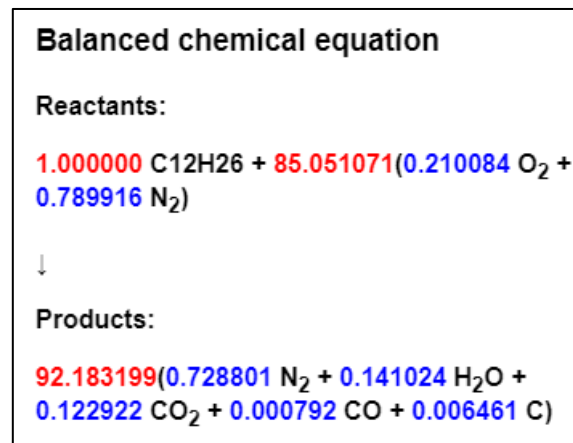 Balanced chemical equation
Reactants:
1.000000 C12H26 + 85.051071(0.210084 O₂ +
0.789916 N₂)
↓
Products:
92.183199(0.728801 N₂ + 0.141024 H₂O +
0.122922 CO₂ + 0.000792 CO + 0.006461 C)